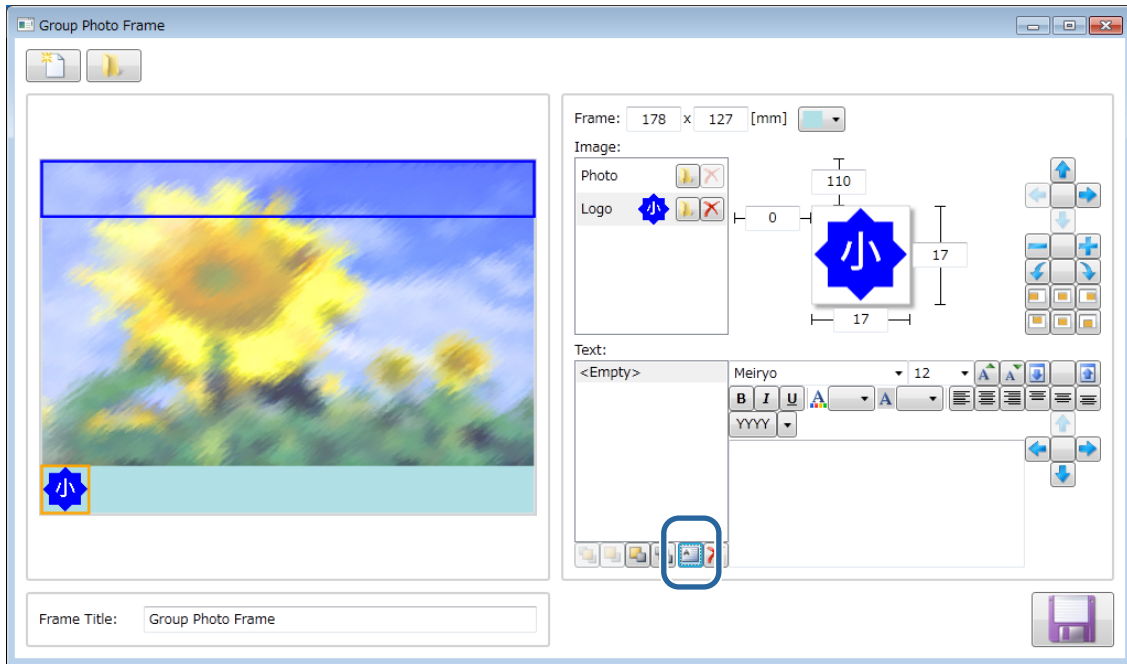 Group Photo Frame
Frame: 178 x 127 [mm]
Image:
Photo
Logo 小
110
0
小
17
17
Text:
<Empty>
Meiryo 12 A A
B I U A A
YYYY
小
A
Frame Title: Group Photo Frame